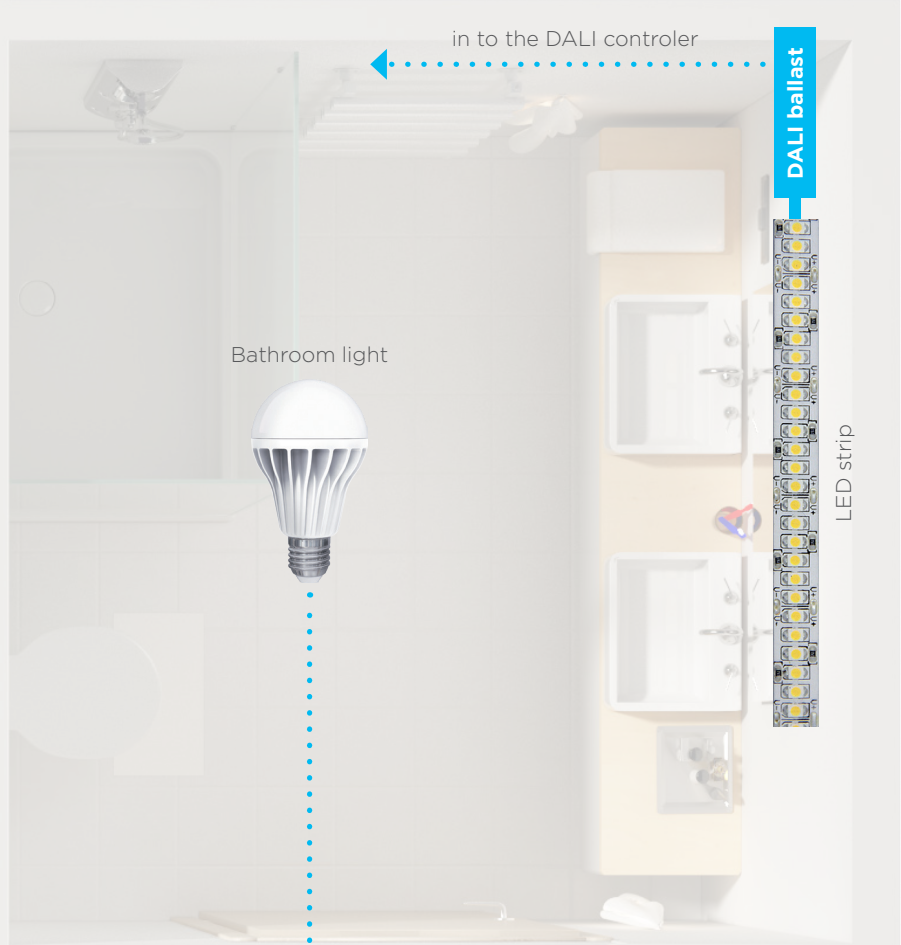 in to the DALI controler
DALI ballast
Bathroom light
LED strip